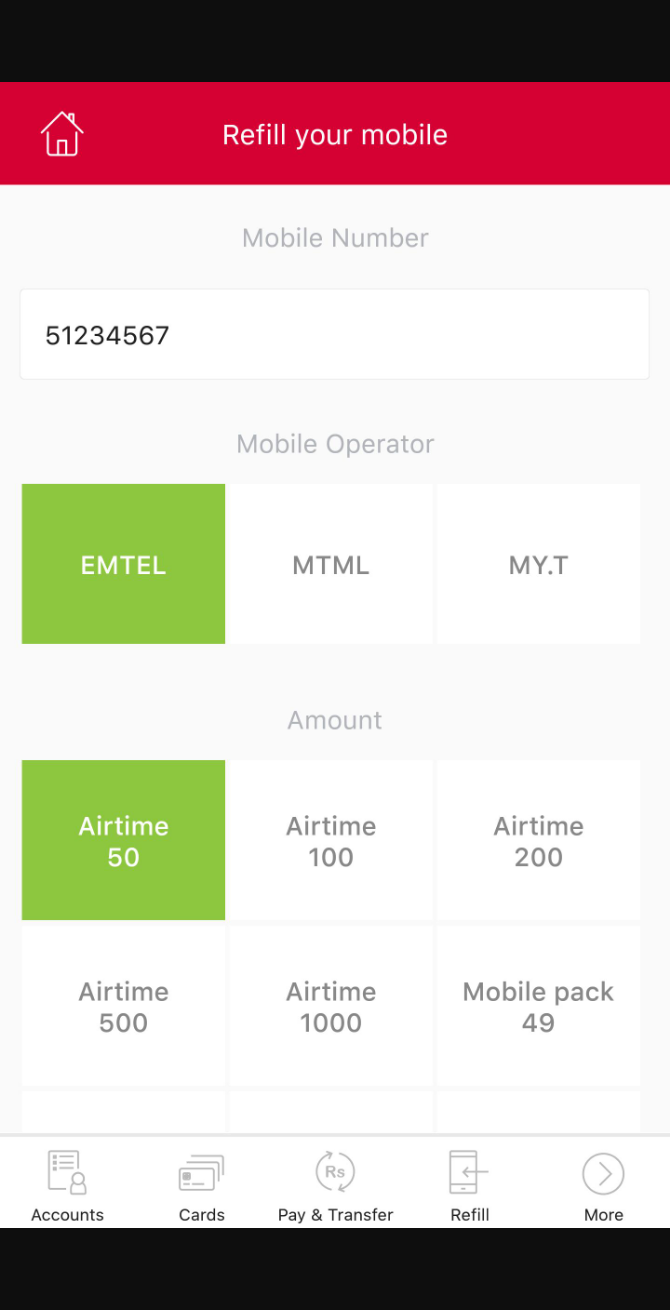 Refill your mobile
Mobile Number
51234567
Mobile Operator
EMTEL
MTML
MY.T
Amount
Airtime
50
Airtime
100
Airtime
200
Airtime
500
Airtime
1000
Mobile pack
49
Rs
Accounts
Cards
Pay & Transfer
Refill
More